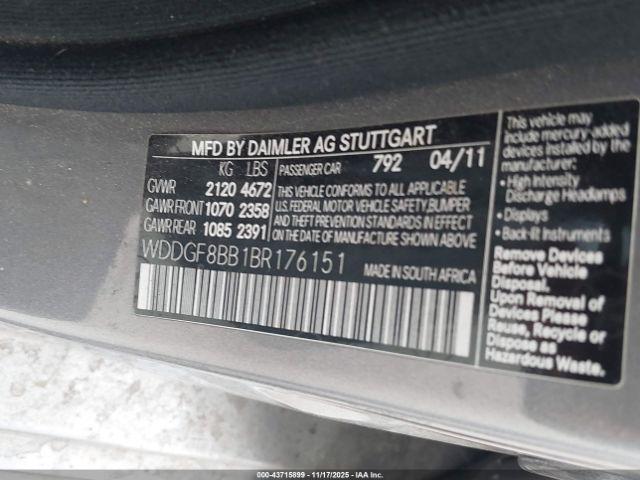 MFD BY DAIMLER AG STUTTGART
KG LBS PASSENGER CAR 792 04/11
GVWR 2120 4672
GAWR FRONT 1070 2358
GAWR REAR 1085 2391
THIS VEHICLE CONFORMS TO ALL APPLICABLE
U.S. FEDERAL MOTOR VEHICLE SAFETY, BUMPER
AND THEFT PREVENTION STANDARDS IN EFFECT
ON THE DATE OF MANUFACTURE SHOWN ABOVE.
WDDGF8BB1BR176151
MADE IN SOUTH AFRICA
This vehicle may
include mercury-added
devices installed by
the manufacturer:
- High Intensity
Discharge Headlamps
- Displays
- Back-lit Instruments
Remove Devices
Before Vehicle
Disposal.
Upon Removal of
Devices Please
Reuse, Recycle or
Dispose as
Hazardous Waste.
00-43715899 - 11/17/2025 - IAA Inc.